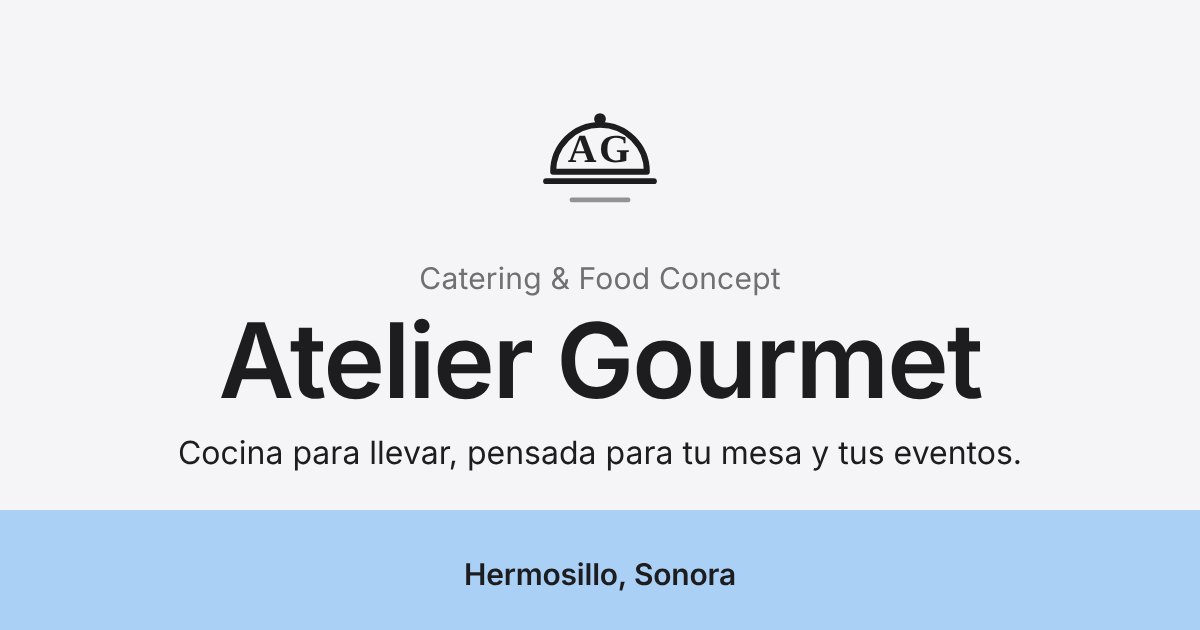 AG
Catering & Food Concept
Atelier Gourmet
Cocina para llevar, pensada para tu mesa y tus eventos.
Hermosillo, Sonora